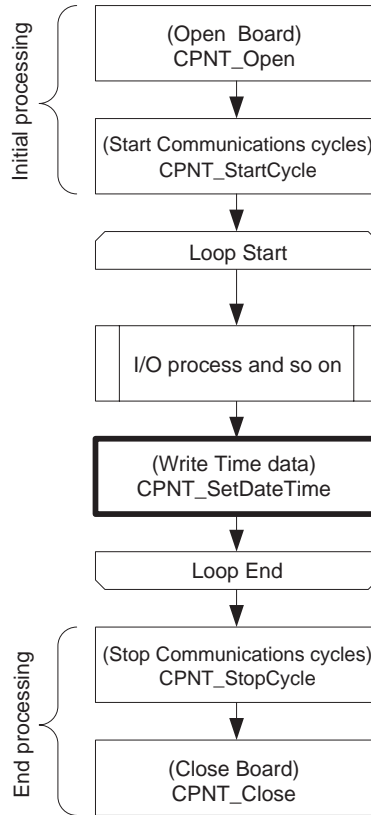 Initial processing
(Open Board)
CPNT_Open
(Start Communications cycles)
CPNT_StartCycle
Loop Start
I/O process and so on
(Write Time data)
CPNT_SetDateTime
Loop End
End processing
(Stop Communications cycles)
CPNT_StopCycle
(Close Board)
CPNT_Close